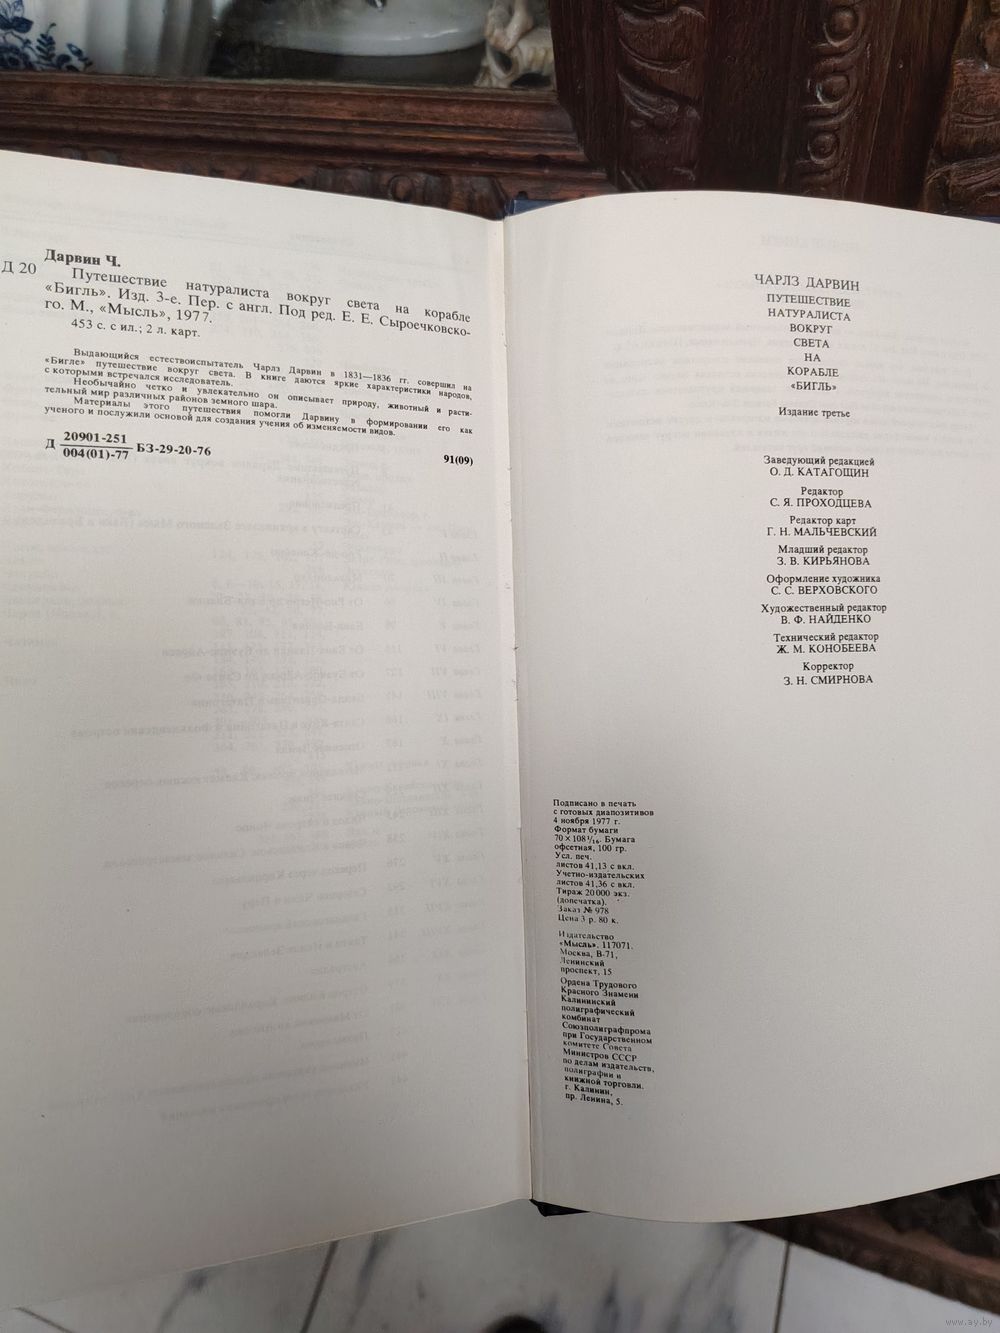 Дарвин Ч.
Д 20
Путешествие натуралиста вокруг света на корабле
«Бигль». Изд. 3-е. Пер. с англ. Под ред. Е. Е. Сыроечковско-
го. М., «Мысль», 1977.
453 с. с ил.; 2 л. карт.
Выдающийся естествоиспытатель Чарлз Дарвин в 1831—1836 гг. совершил на
«Бигле» путешествие вокруг света. В книге даются яркие характеристики народов,
с которыми встречался исследователь.
Необычайно четко и увлекательно он описывает природу, животный и расти-
тельный мир различных районов земного шара.
Материалы этого путешествия помогли Дарвину в формировании его как
ученого и послужили основой для создания учения об изменяемости видов.
Д 20901-251 БЗ-29-20-76
004(01)-77
91(09)
ЧАРЛЗ ДАРВИН
ПУТЕШЕСТВИЕ
НАТУРАЛИСТА
ВОКРУГ
СВЕТА
НА
КОРАБЛЕ
«БИГЛЬ»
Издание третье
Заведующий редакцией
О. Д. КАТАГОЩИН
Редактор
С. Я. ПРОХОДЦЕВА
Редактор карт
Г. Н. МАЛЬЧЕВСКИЙ
Младший редактор
З. В. КИРЬЯНОВА
Оформление художника
С. С. ВЕРХОВСКОГО
Художественный редактор
В. Ф. НАЙДЕНКО
Технический редактор
Ж. М. КОНОБЕЕВА
Корректор
З. Н. СМИРНОВА
Подписано в печать
с готовых диапозитивов
4 ноября 1977 г.
Формат бумаги
70×108 1/16. Бумага
офсетная, 100 гр.
Усл. печ.
листов 41,13 с вкл.
Учетно-издательских
листов 41,36 с вкл.
Тираж 20 000 экз.
(допечатка).
Заказ № 978
Цена 3 р. 80 к.
Издательство
«Мысль». 117071.
Москва, В-71,
Ленинский
проспект, 15
Ордена Трудового
Красного Знамени
Калининский
полиграфический
комбинат
Союзполиграфпрома
при Государственном
комитете Совета
Министров СССР
по делам издательств,
полиграфии и
книжной торговли.
г. Калинин,
пр. Ленина, 5.
www.ay.by